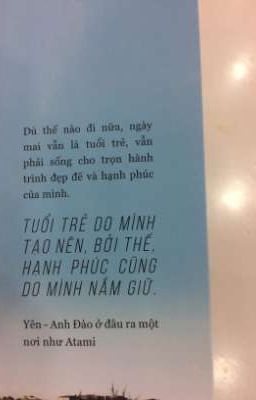 Dù thế nào đi nữa, ngày
mai vẫn là tuổi trẻ, vẫn
phải sống cho trọn hành
trình đẹp đẽ và hạnh phúc
của mình.
TUỔI TRẺ DO MÌNH
TẠO NÊN, BỞI THẾ,
HẠNH PHÚC CŨNG
DO MÌNH NẮM GIỮ.
Yên - Anh Đào ở đâu ra một
nơi như Atami